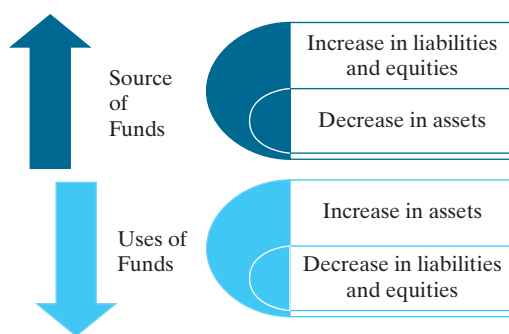 Source
of
Funds
Increase in liabilities
and equities
Decrease in assets
Uses of
Funds
Increase in assets
Decrease in liabilities
and equities